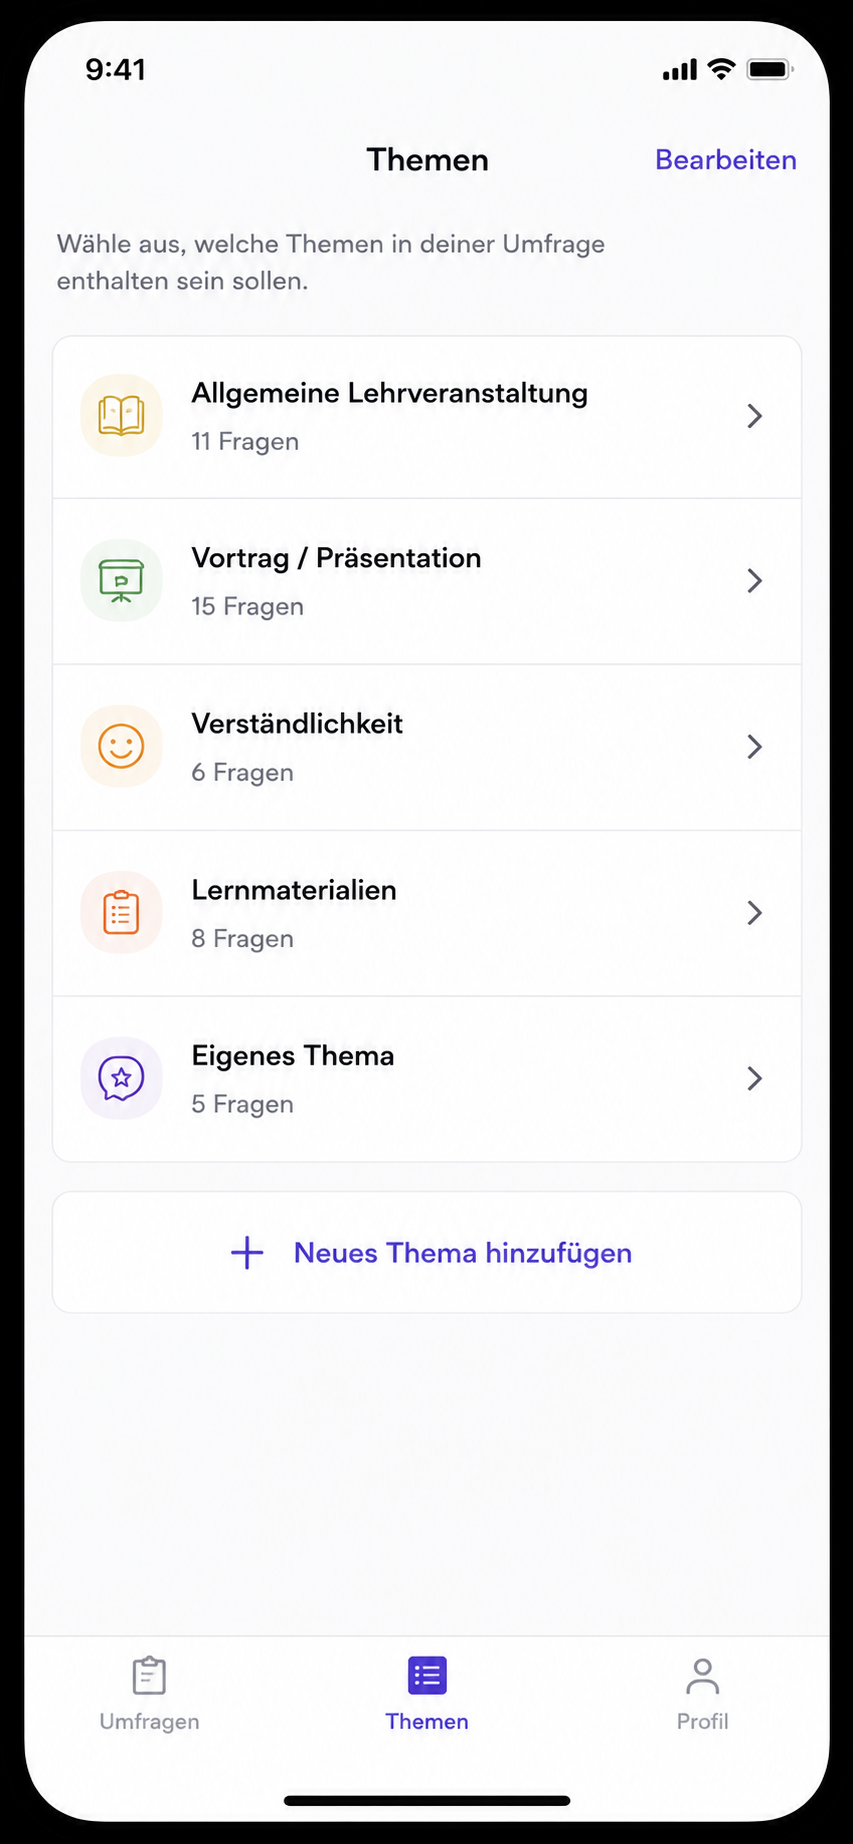 9:41
Themen
Bearbeiten
Wähle aus, welche Themen in deiner Umfrage
enthalten sein sollen.
Allgemeine Lehrveranstaltung
11 Fragen
Vortrag / Präsentation
15 Fragen
Verständlichkeit
6 Fragen
Lernmaterialien
8 Fragen
Eigenes Thema
5 Fragen
Neues Thema hinzufügen
Umfragen
Themen
Profil